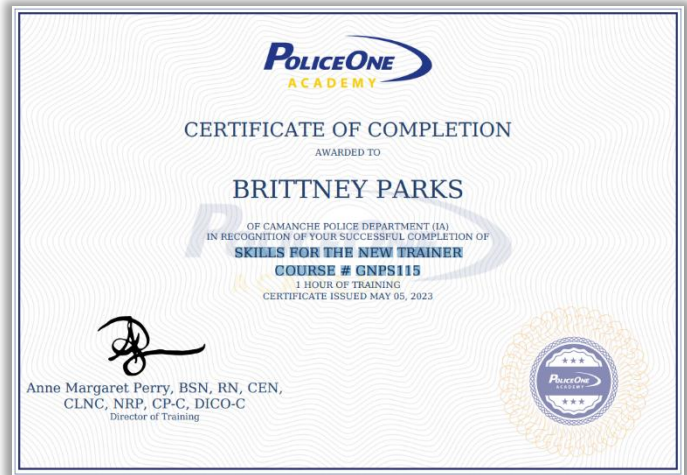 POLICEONE
ACADEMY
CERTIFICATE OF COMPLETION
AWARDED TO
BRITTNEY PARKS
OF CAMANCHE POLICE DEPARTMENT (IA)
IN RECOGNITION OF YOUR SUCCESSFUL COMPLETION OF
SKILLS FOR THE NEW TRAINER
COURSE # GNPS115
1 HOUR OF TRAINING
CERTIFICATE ISSUED MAY 05, 2023
Anne Margaret Perry, BSN, RN, CEN,
CLNC, NRP, CP-C, DICO-C
Director of Training
POLICEONE
ACADEMY